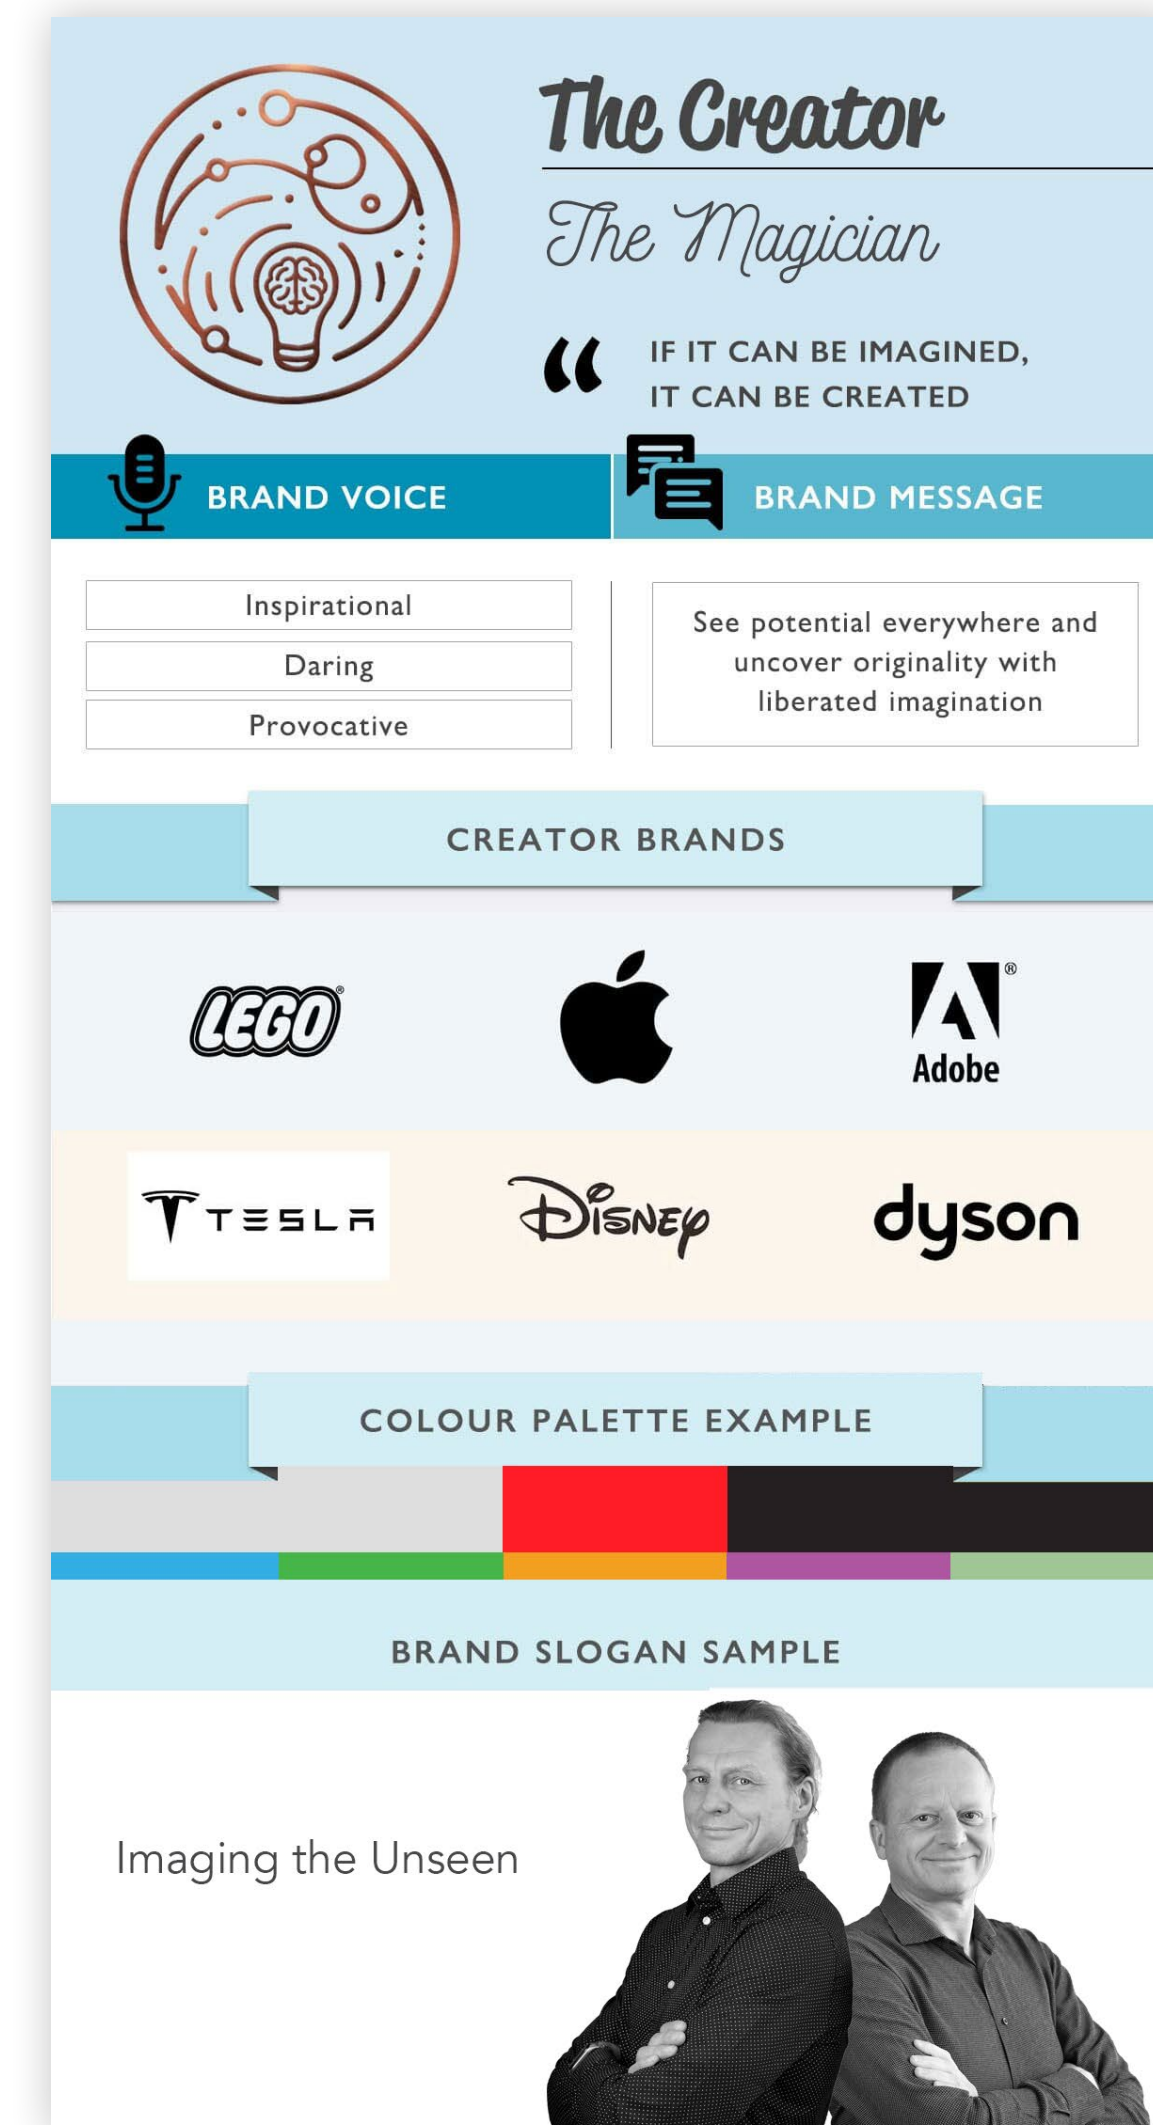 The Creator
The Magician
“ IF IT CAN BE IMAGINED,
IT CAN BE CREATED
BRAND VOICE
BRAND MESSAGE
Inspirational
Daring
Provocative
See potential everywhere and
uncover originality with
liberated imagination
CREATOR BRANDS
LEGO®
Adobe®
TESLA
Disney
dyson
COLOUR PALETTE EXAMPLE
BRAND SLOGAN SAMPLE
Imaging the Unseen